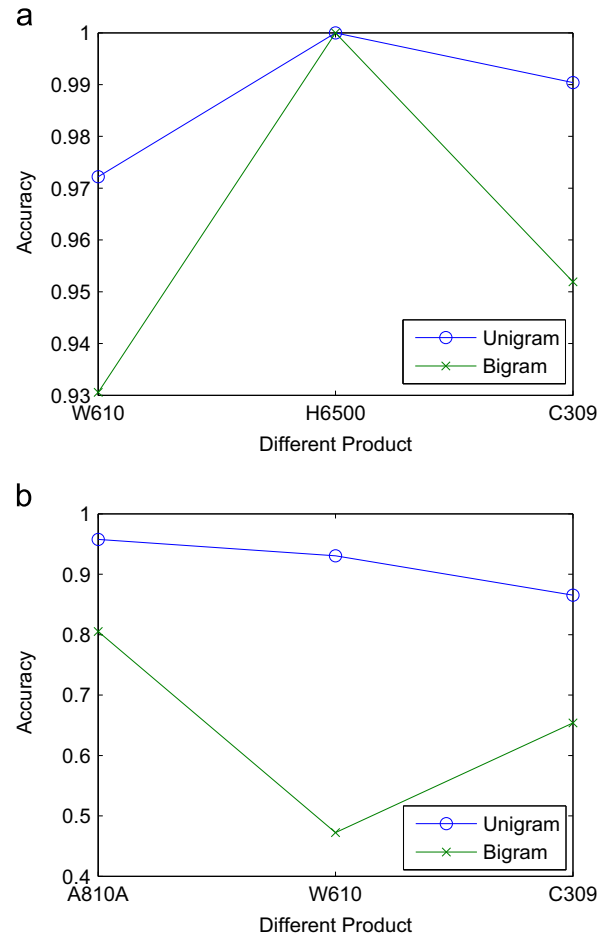 a
1
0.99
0.98
0.97
0.96
0.95
0.94
0.93
Accuracy
W610 H6500 C309
Different Product
Unigram
Bigram
b
1
0.9
0.8
0.7
0.6
0.5
0.4
Accuracy
A810A W610 C309
Different Product
Unigram
Bigram